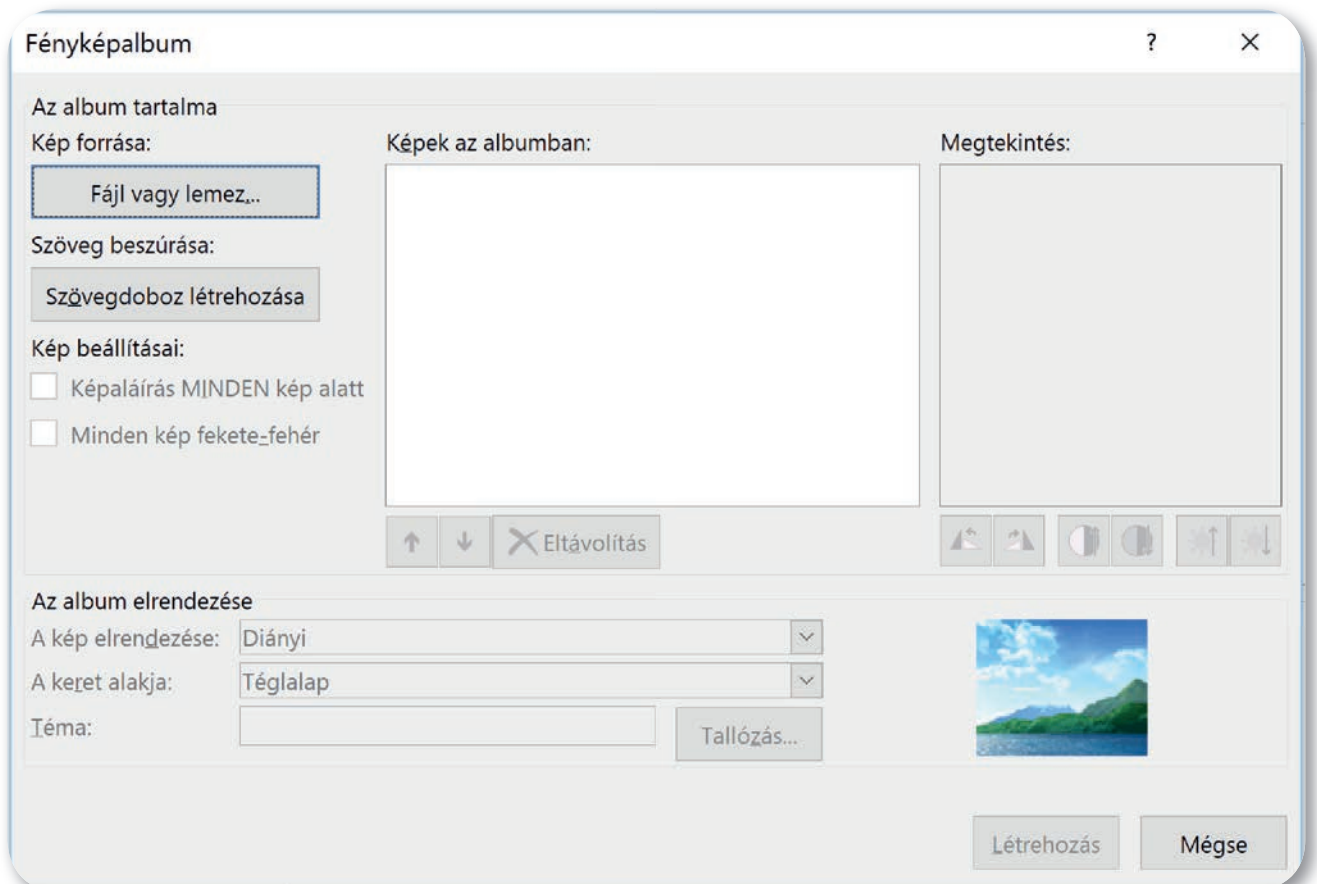 Fényképalbum
?
Az album tartalma
Kép forrása:
Képek az albumban:
Megtekintés:
Fájl vagy lemez...
Szöveg beszúrása:
Szövegdoboz létrehozása
Kép beállításai:
Képaláírás MINDEN kép alatt
Minden kép fekete-fehér
Eltávolítás
Az album elrendezése
A kép elrendezése:
Diányi
A keret alakja:
Téglalap
Téma:
Tallózás...
Létrehozás
Mégse